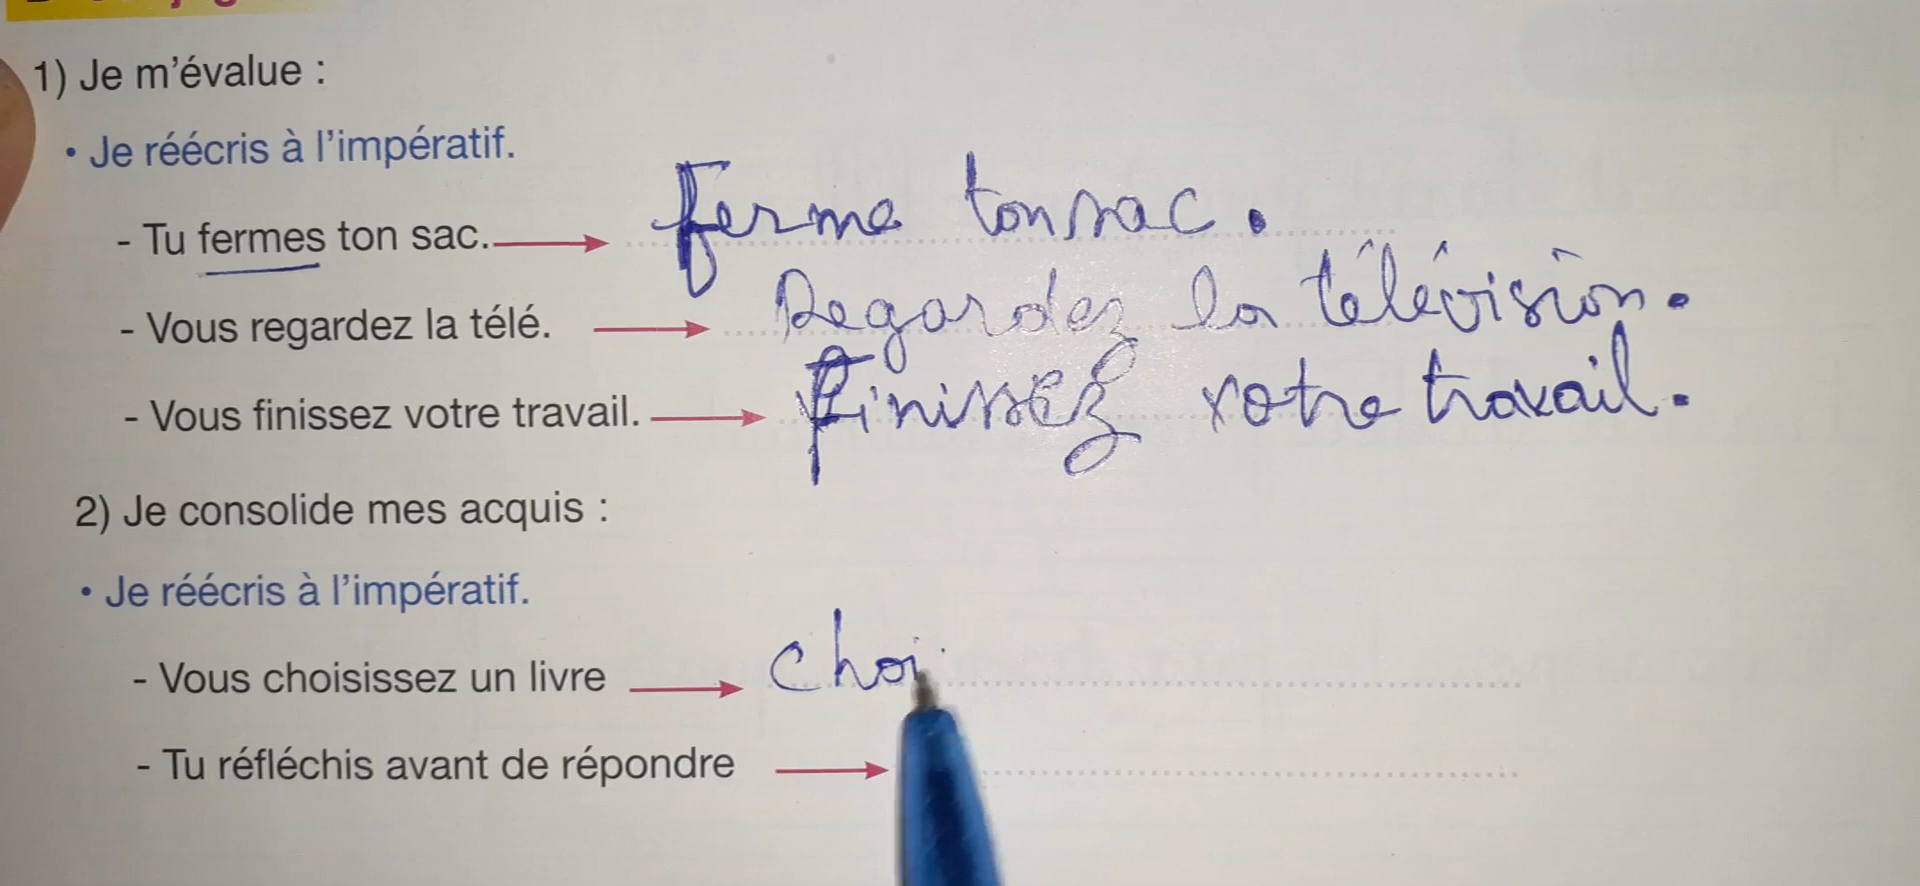 1) Je m'évalue :
• Je réécris à l'impératif.
- Tu fermes ton sac. ferme ton sac.
- Vous regardez la télé. Regardez la télévision.
- Vous finissez votre travail. Finissez votre travail.
2) Je consolide mes acquis :
• Je réécris à l'impératif.
- Vous choisissez un livre choi
- Tu réfléchis avant de répondre